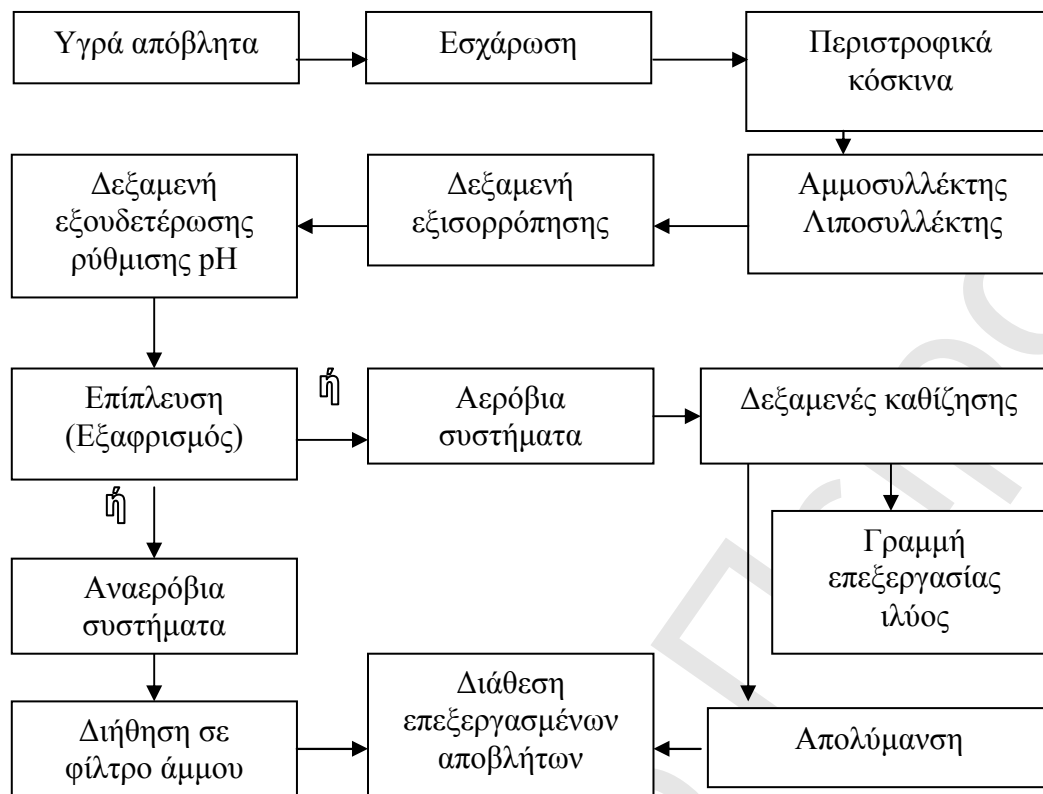 Υγρά απόβλητα
Εσχάρωση
Περιστροφικά
κόσκινα
Δεξαμενή
εξουδετέρωσης
ρύθμισης pH
Δεξαμενή
εξισορρόπησης
Αμμοσυλλέκτης
Λιποσυλλέκτης
Επίπλευση
(Εξαφρισμός)
ή
Αερόβια
συστήματα
Δεξαμενές καθίζησης
ή
Γραμμή
επεξεργασίας
ιλύος
Αναερόβια
συστήματα
Διήθηση σε
φίλτρο άμμου
Διάθεση
επεξεργασμένων
αποβλήτων
Απολύμανση